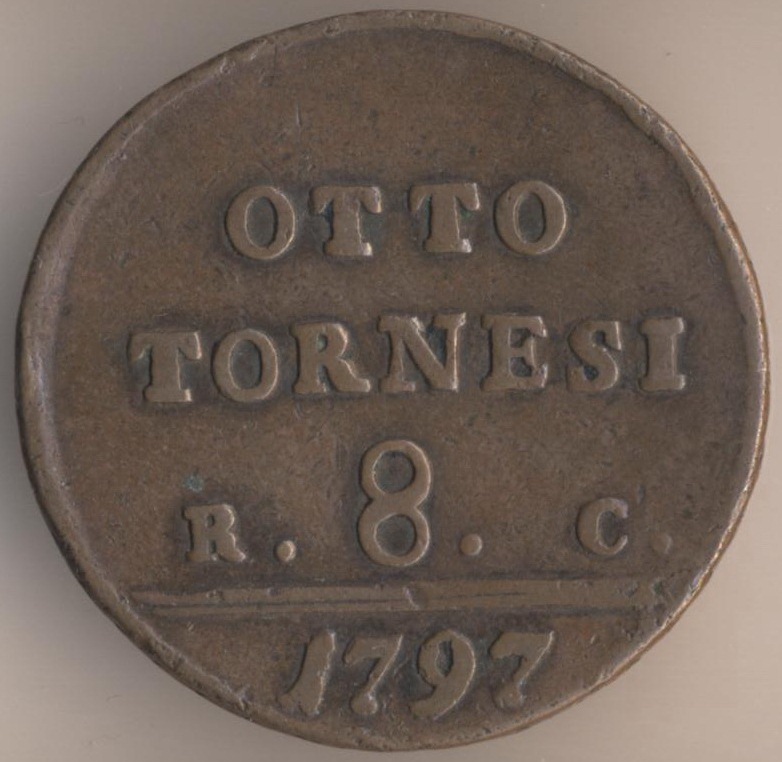 OTTO
TORNESI
R. 8. C.
1797